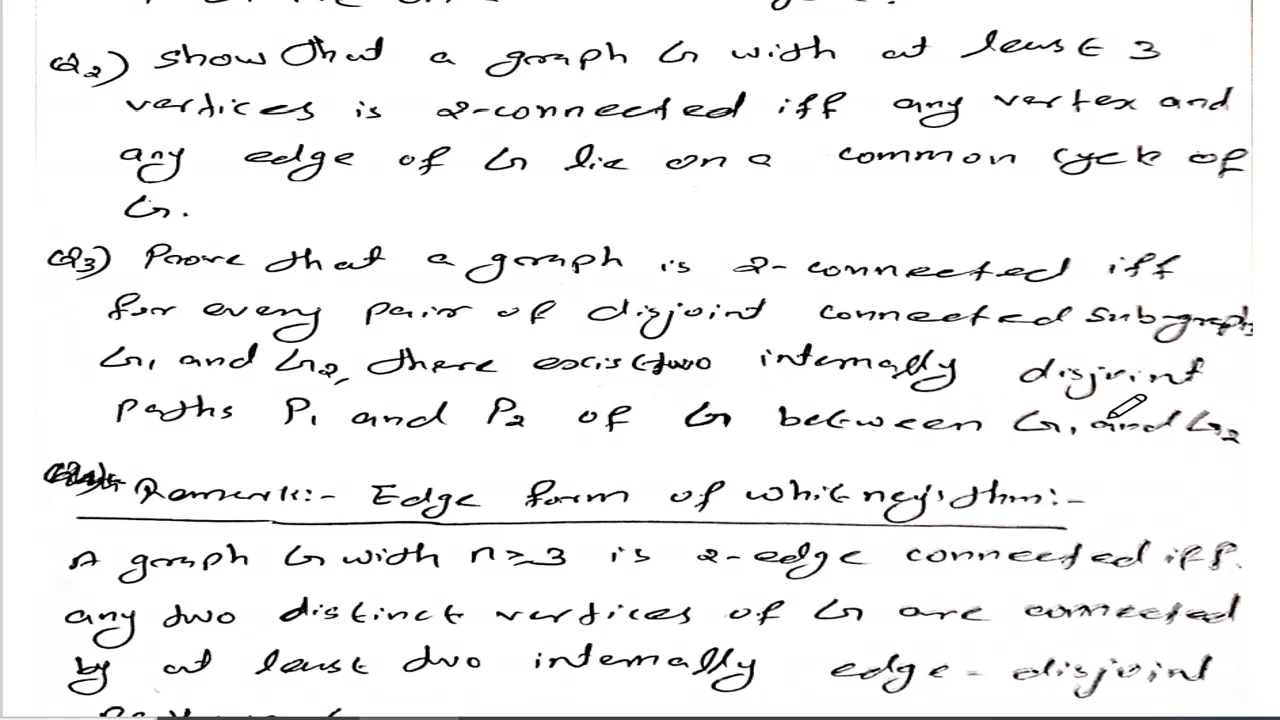 Q2) Show that a graph G with at least 3
vertices is 2-connected iff any vertex and
any edge of G lie on a common cycle of
G.
Q3) Prove that a graph is 2-connected iff
for every pair of disjoint connected subgraphs
G1 and G2, there exist two internally disjoint
paths P1 and P2 of G between G1 and G2
Remark:- Edge form of Whitney's thm:-
A graph G with n≥3 is 2-edge connected iff
any two distinct vertices of G are connected
by at least two internally edge-disjoint